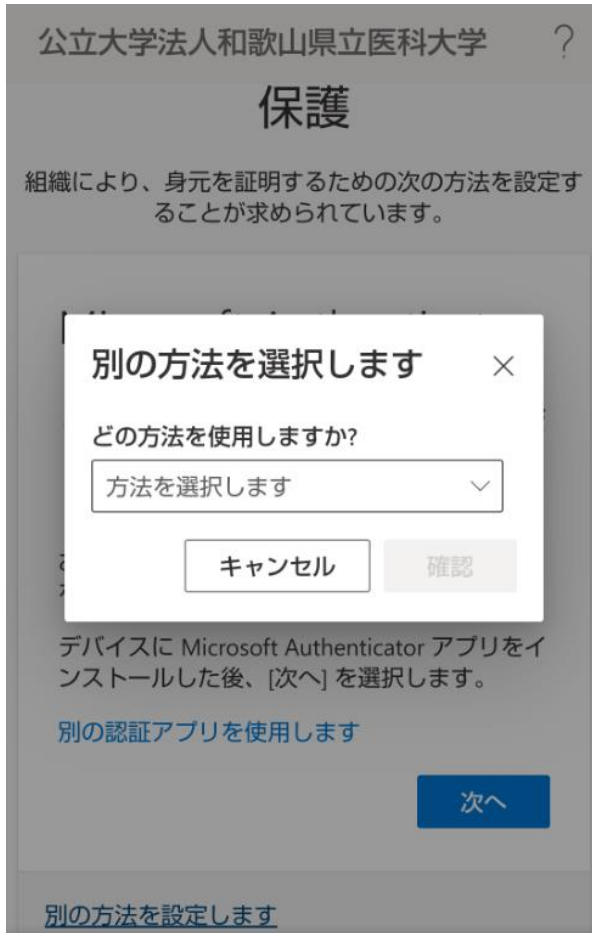 公立大学法人和歌山県立医科大学 ?
保護
組織により、身元を証明するための次の方法を設定す
ることが求められています。
別の方法を選択します
どの方法を使用しますか?
方法を選択します
キャンセル 確認
デバイスに Microsoft Authenticator アプリをイ
ンストールした後、[次へ] を選択します。
別の認証アプリを使用します
次へ
別の方法を設定します